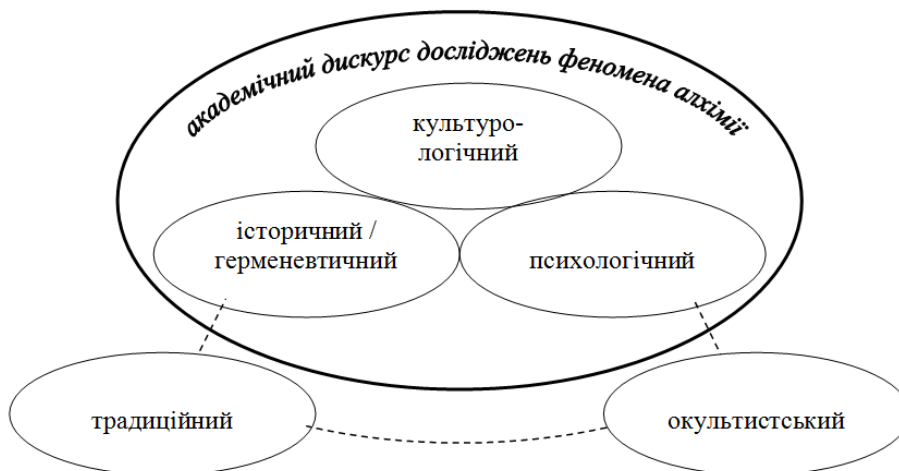 академічний дискурс досліджень феномена алхімії
культуро-
логічний
історичний /
герменевтичний
психологічний
традиційний
окультистський